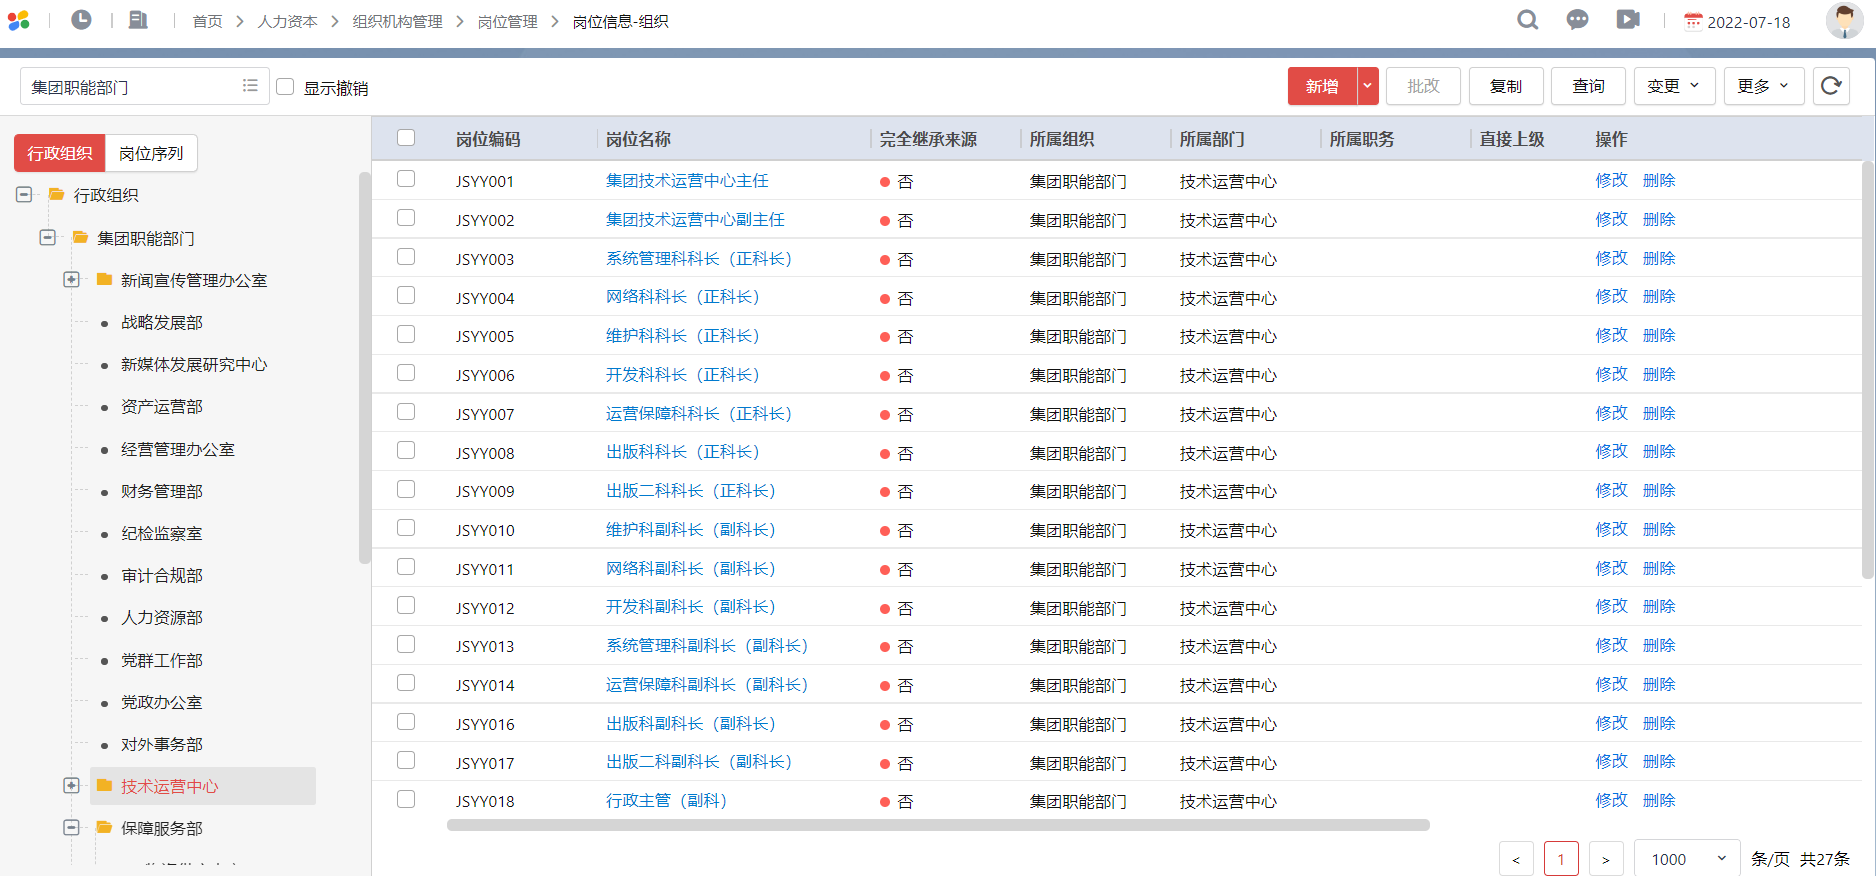 首页 > 人力资本 > 组织机构管理 > 岗位管理 > 岗位信息-组织 2022-07-18
集团职能部门 显示撤销 新增 批改 复制 查询 变更 更多
行政组织 岗位序列
行政组织
集团职能部门
新闻宣传管理办公室
战略发展部
新媒体发展研究中心
资产运营部
经营管理办公室
财务管理部
纪检监察室
审计合规部
人力资源部
党群工作部
党政办公室
对外事务部
技术运营中心
保障服务部
岗位编码 岗位名称 完全继承来源 所属组织 所属部门 所属职务 直接上级 操作
JSYY001 集团技术运营中心主任 否 集团职能部门 技术运营中心 修改 删除
JSYY002 集团技术运营中心副主任 否 集团职能部门 技术运营中心 修改 删除
JSYY003 系统管理科科长（正科长） 否 集团职能部门 技术运营中心 修改 删除
JSYY004 网络科科长（正科长） 否 集团职能部门 技术运营中心 修改 删除
JSYY005 维护科科长（正科长） 否 集团职能部门 技术运营中心 修改 删除
JSYY006 开发科科长（正科长） 否 集团职能部门 技术运营中心 修改 删除
JSYY007 运营保障科科长（正科长） 否 集团职能部门 技术运营中心 修改 删除
JSYY008 出版科科长（正科长） 否 集团职能部门 技术运营中心 修改 删除
JSYY009 出版二科科长（正科长） 否 集团职能部门 技术运营中心 修改 删除
JSYY010 维护科副科长（副科长） 否 集团职能部门 技术运营中心 修改 删除
JSYY011 网络科副科长（副科长） 否 集团职能部门 技术运营中心 修改 删除
JSYY012 开发科副科长（副科长） 否 集团职能部门 技术运营中心 修改 删除
JSYY013 系统管理科副科长（副科长） 否 集团职能部门 技术运营中心 修改 删除
JSYY014 运营保障科副科长（副科长） 否 集团职能部门 技术运营中心 修改 删除
JSYY016 出版科副科长（副科长） 否 集团职能部门 技术运营中心 修改 删除
JSYY017 出版二科副科长（副科长） 否 集团职能部门 技术运营中心 修改 删除
JSYY018 行政主管（副科） 否 集团职能部门 技术运营中心 修改 删除
< 1 > 1000 条/页 共27条